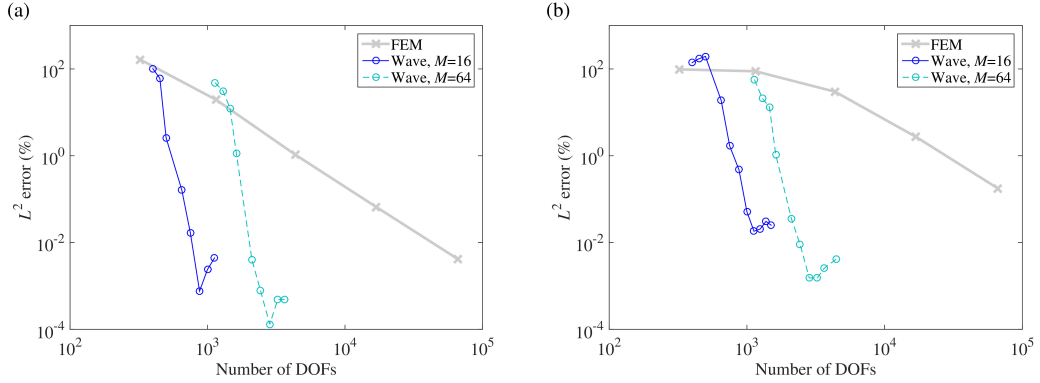 (a)
FEM
Wave, M=16
Wave, M=64
10^2
10^0
10^-2
10^-4
L^2 error (%)
10^2
10^3
10^4
10^5
Number of DOFs
(b)
FEM
Wave, M=16
Wave, M=64
10^2
10^0
10^-2
10^-4
L^2 error (%)
10^2
10^3
10^4
10^5
Number of DOFs